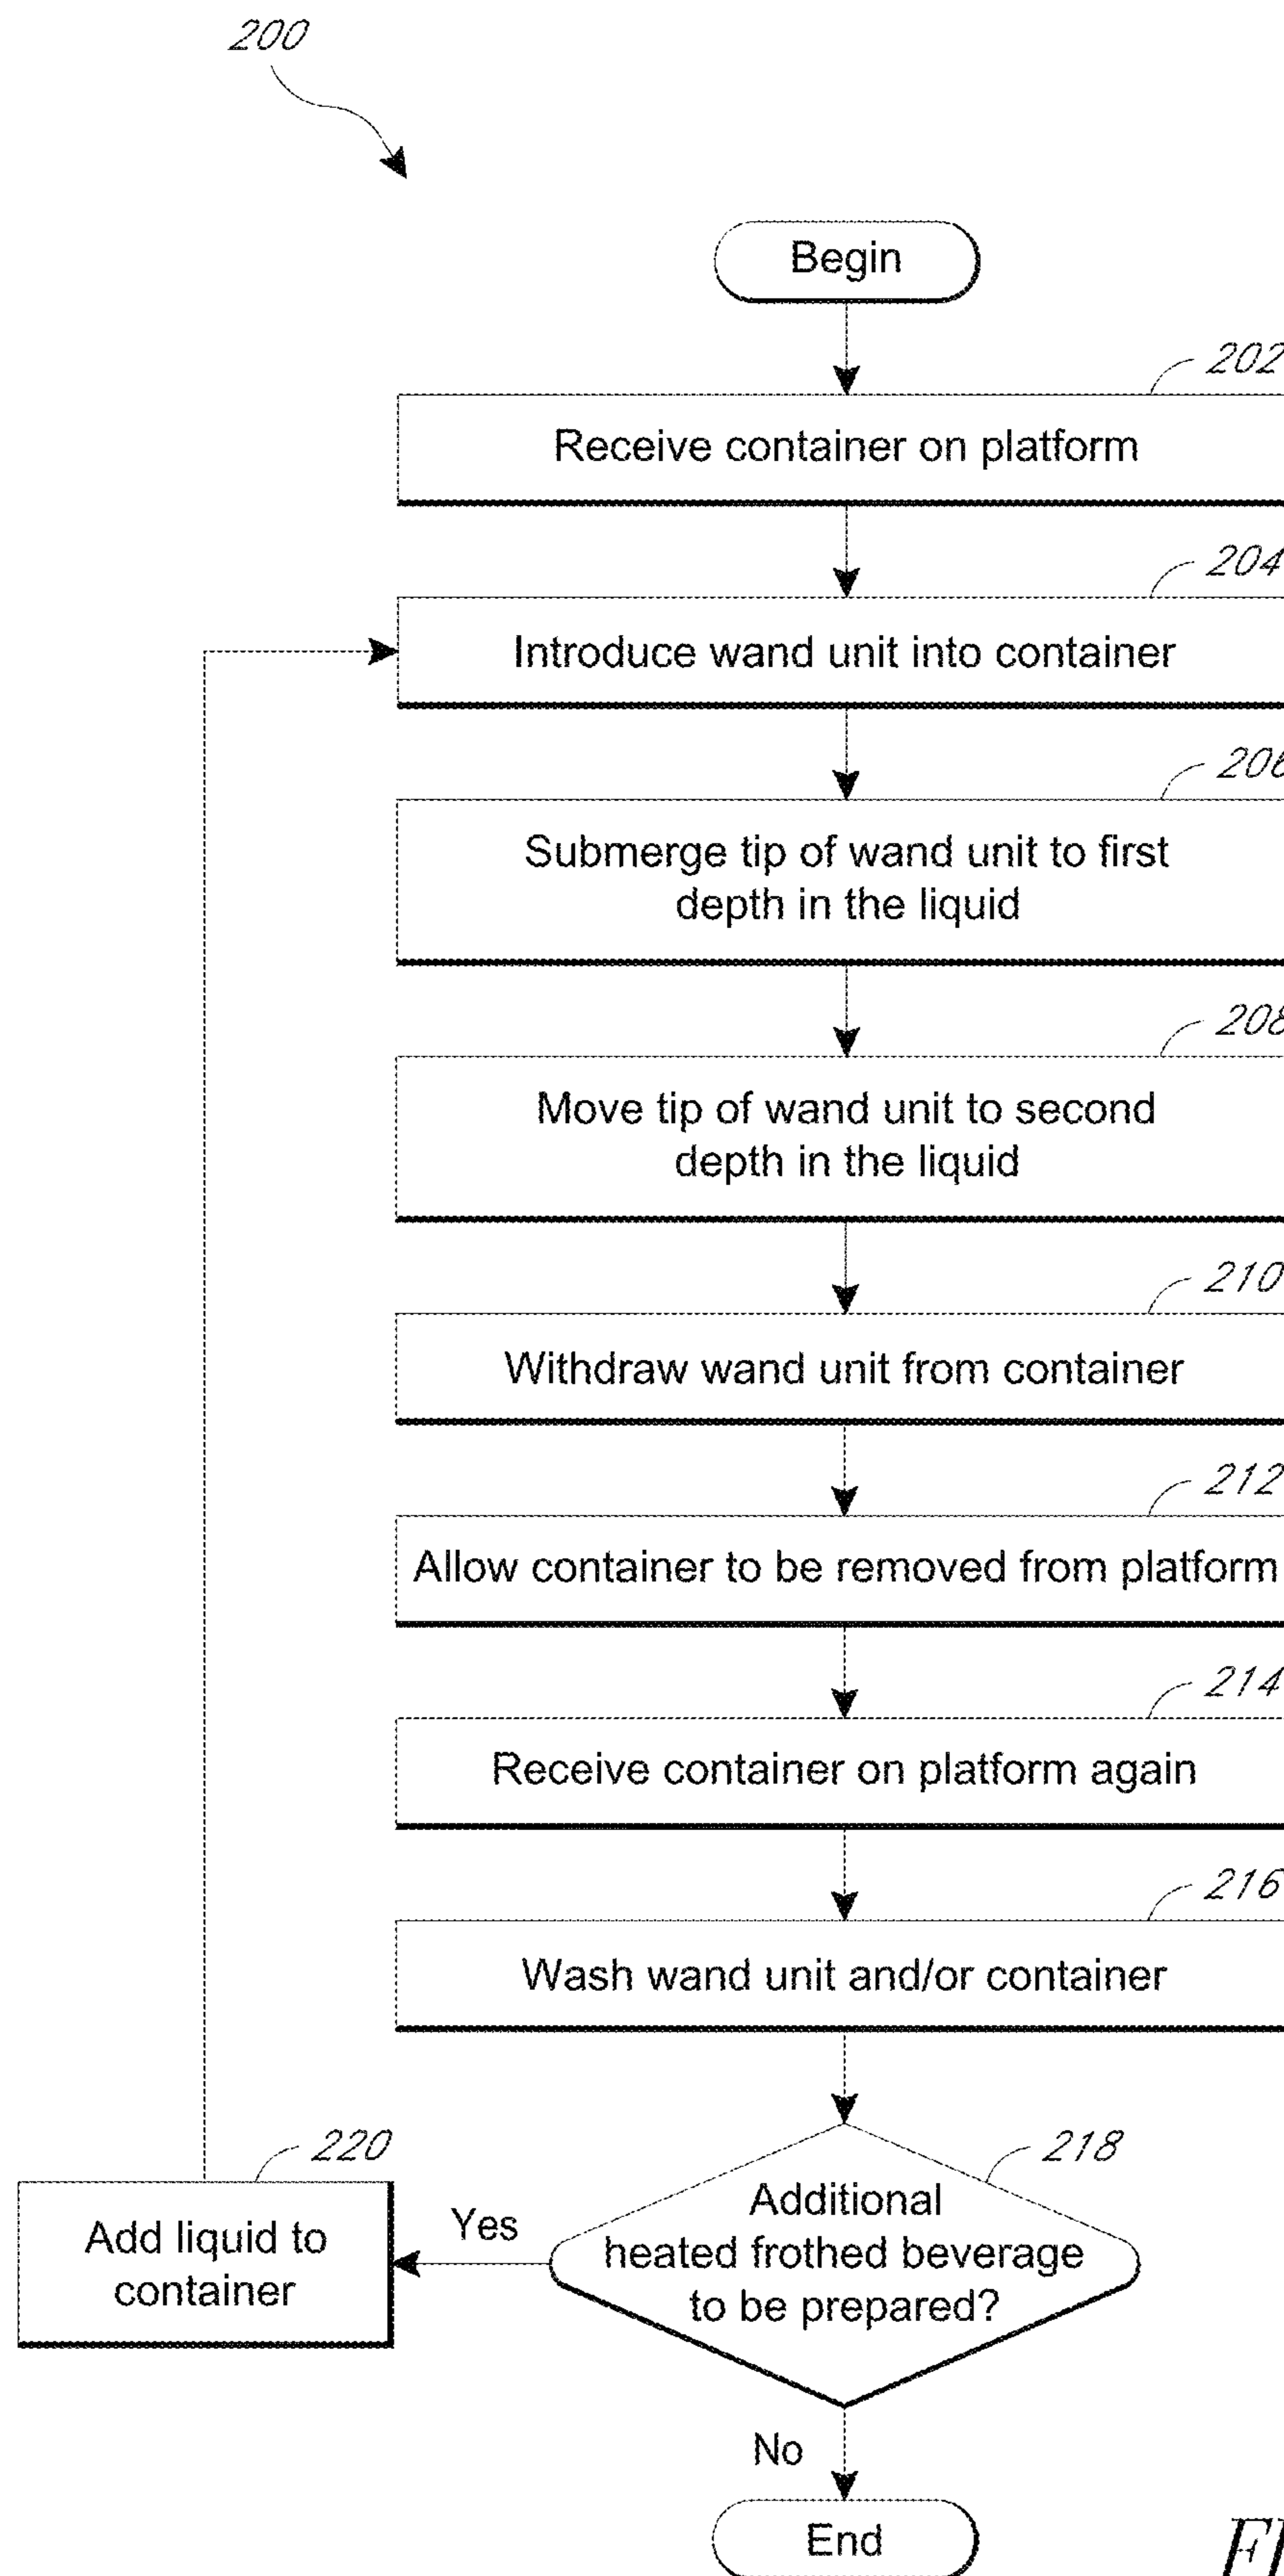 200
Begin
202
Receive container on platform
204
Introduce wand unit into container
206
Submerge tip of wand unit to first
depth in the liquid
208
Move tip of wand unit to second
depth in the liquid
210
Withdraw wand unit from container
212
Allow container to be removed from platform
214
Receive container on platform again
216
Wash wand unit and/or container
218
Additional
heated frothed beverage
to be prepared?
Yes
220
Add liquid to
container
No
End